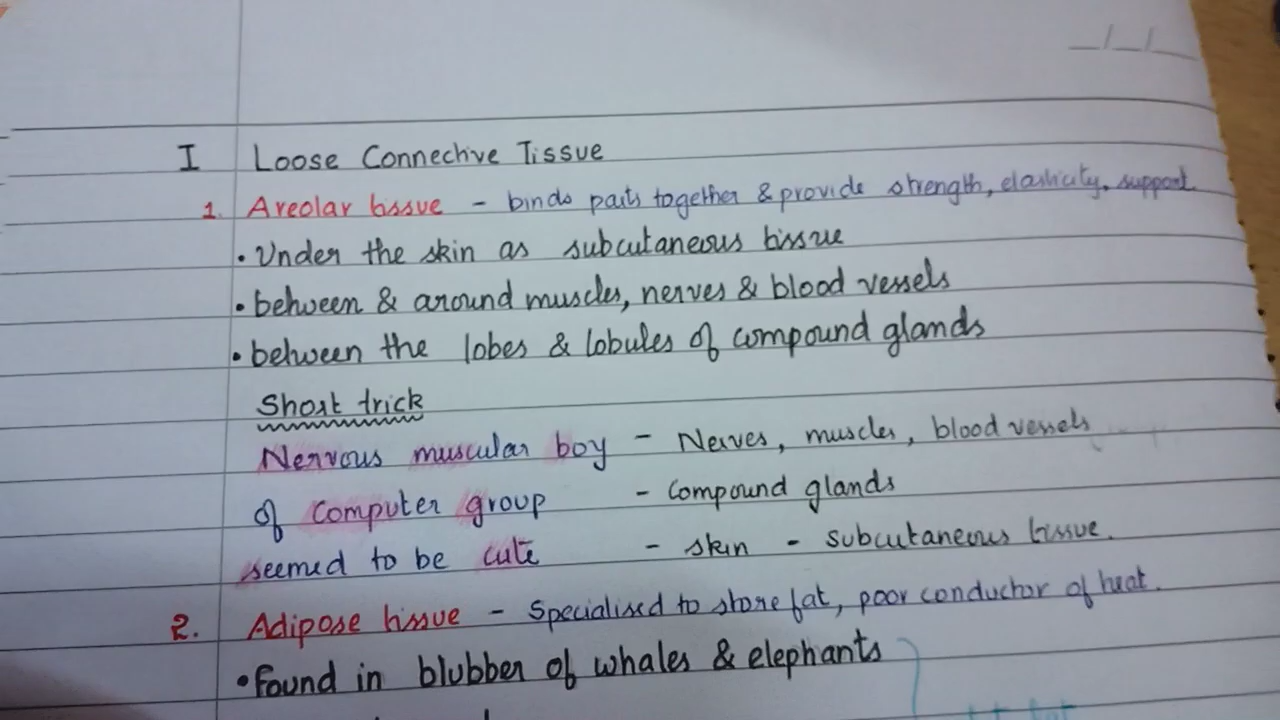 _/_/_
I Loose Connective Tissue
1. Areolar tissue - binds parts together & provide strength, elasticity, support.
• Under the skin as subcutaneous tissue
• between & around muscles, nerves & blood vessels
• between the lobes & lobules of compound glands
Short trick
Nervous muscular boy - Nerves, muscles, blood vessels
of computer group - compound glands
seemed to be cute - skin - subcutaneous tissue.
2. Adipose tissue - Specialised to store fat, poor conductor of heat.
• found in blubber of whales & elephants